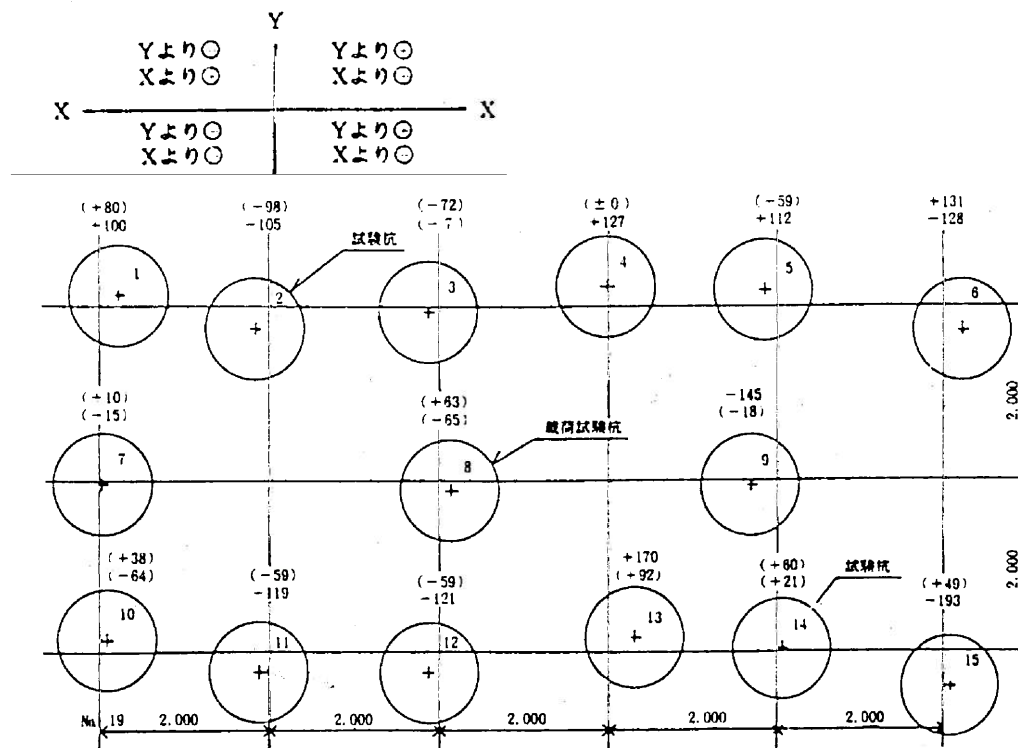 Y
Yより⊙ Yより⊙
Xより⊙ Xより⊙
X X
Yより⊙ Yより⊙
Xより⊙ Xより⊙
(+80) (-98) (-72) (±0) (-59) +131
+100 -105 (-7) +127 +112 -128
試験杭
1 2 3 4 5 6
(+10) (+63) -145
(-15) (-65) (-18)
2.000
載荷試験杭
7 8 9
(+38) (-59) (-59) +170 (+60) (+49)
(-64) -119 -121 (+92) (+21) -193
試験杭
2.000
10 11 12 13 14 15
No 19 2.000 2.000 2.000 2.000 2.000